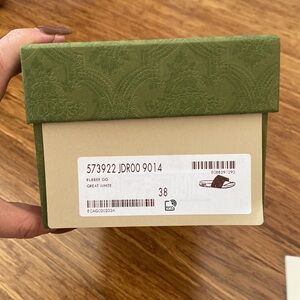 573922 JDR00 9014
RUBBER GG
GREAT WHITE
38